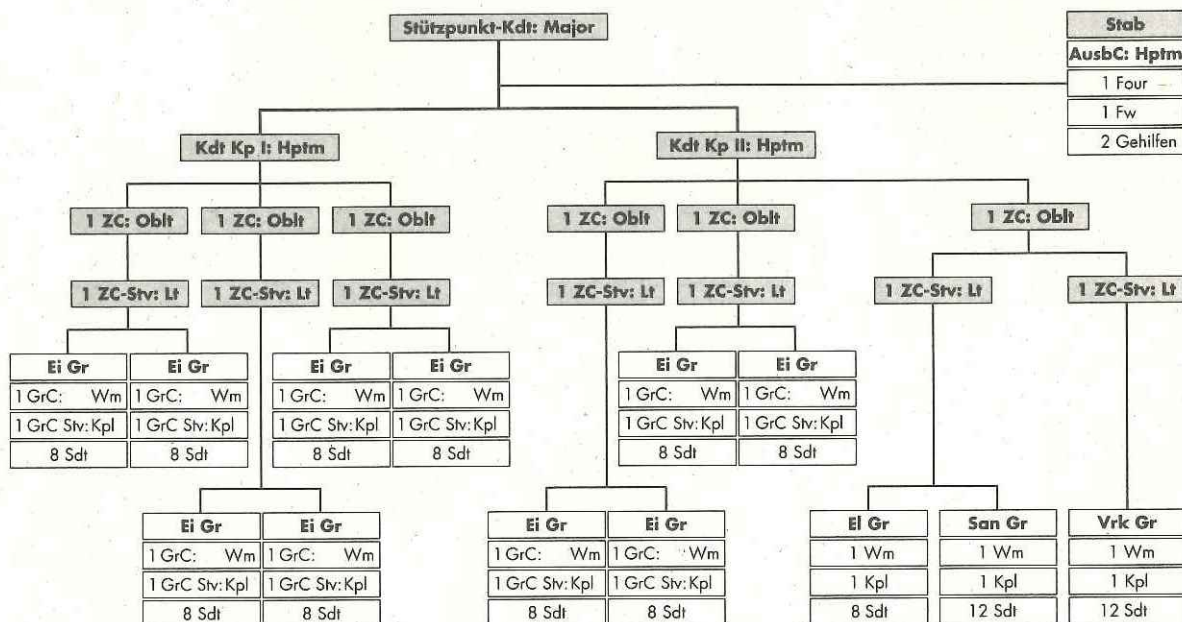 Stützpunkt-Kdt: Major
Stab
AusbC: Hptm
1 Four
1 Fw
2 Gehilfen
Kdt Kp I: Hptm
Kdt Kp II: Hptm
1 ZC: Oblt
1 ZC: Oblt
1 ZC: Oblt
1 ZC: Oblt
1 ZC: Oblt
1 ZC: Oblt
1 ZC-Stv: Lt
1 ZC-Stv: Lt
1 ZC-Stv: Lt
1 ZC-Stv: Lt
1 ZC-Stv: Lt
1 ZC-Stv: Lt
1 ZC-Stv: Lt
Ei Gr
1 GrC: Wm
1 GrC Stv: Kpl
8 Sdt
Ei Gr
1 GrC: Wm
1 GrC Stv: Kpl
8 Sdt
Ei Gr
1 GrC: Wm
1 GrC Stv: Kpl
8 Sdt
Ei Gr
1 GrC: Wm
1 GrC Stv: Kpl
8 Sdt
Ei Gr
1 GrC: Wm
1 GrC Stv: Kpl
8 Sdt
Ei Gr
1 GrC: Wm
1 GrC Stv: Kpl
8 Sdt
Ei Gr
1 GrC: Wm
1 GrC Stv: Kpl
8 Sdt
Ei Gr
1 GrC: Wm
1 GrC Stv: Kpl
8 Sdt
Ei Gr
1 GrC: Wm
1 GrC Stv: Kpl
8 Sdt
Ei Gr
1 GrC: Wm
1 GrC Stv: Kpl
8 Sdt
El Gr
1 Wm
1 Kpl
8 Sdt
San Gr
1 Wm
1 Kpl
12 Sdt
Vrk Gr
1 Wm
1 Kpl
12 Sdt